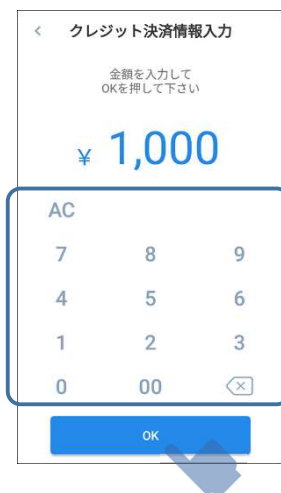 クレジット決済情報入力
金額を入力して
OKを押して下さい
¥ 1,000
AC
7 8 9
4 5 6
1 2 3
0 00
OK